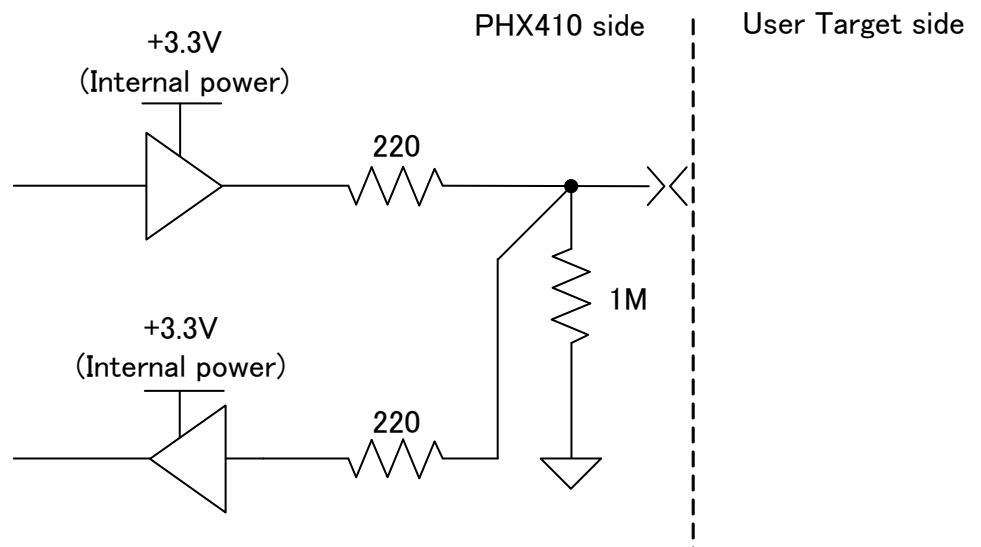 PHX410 side
User Target side
+3.3V
(Internal power)
220
1M
+3.3V
(Internal power)
220